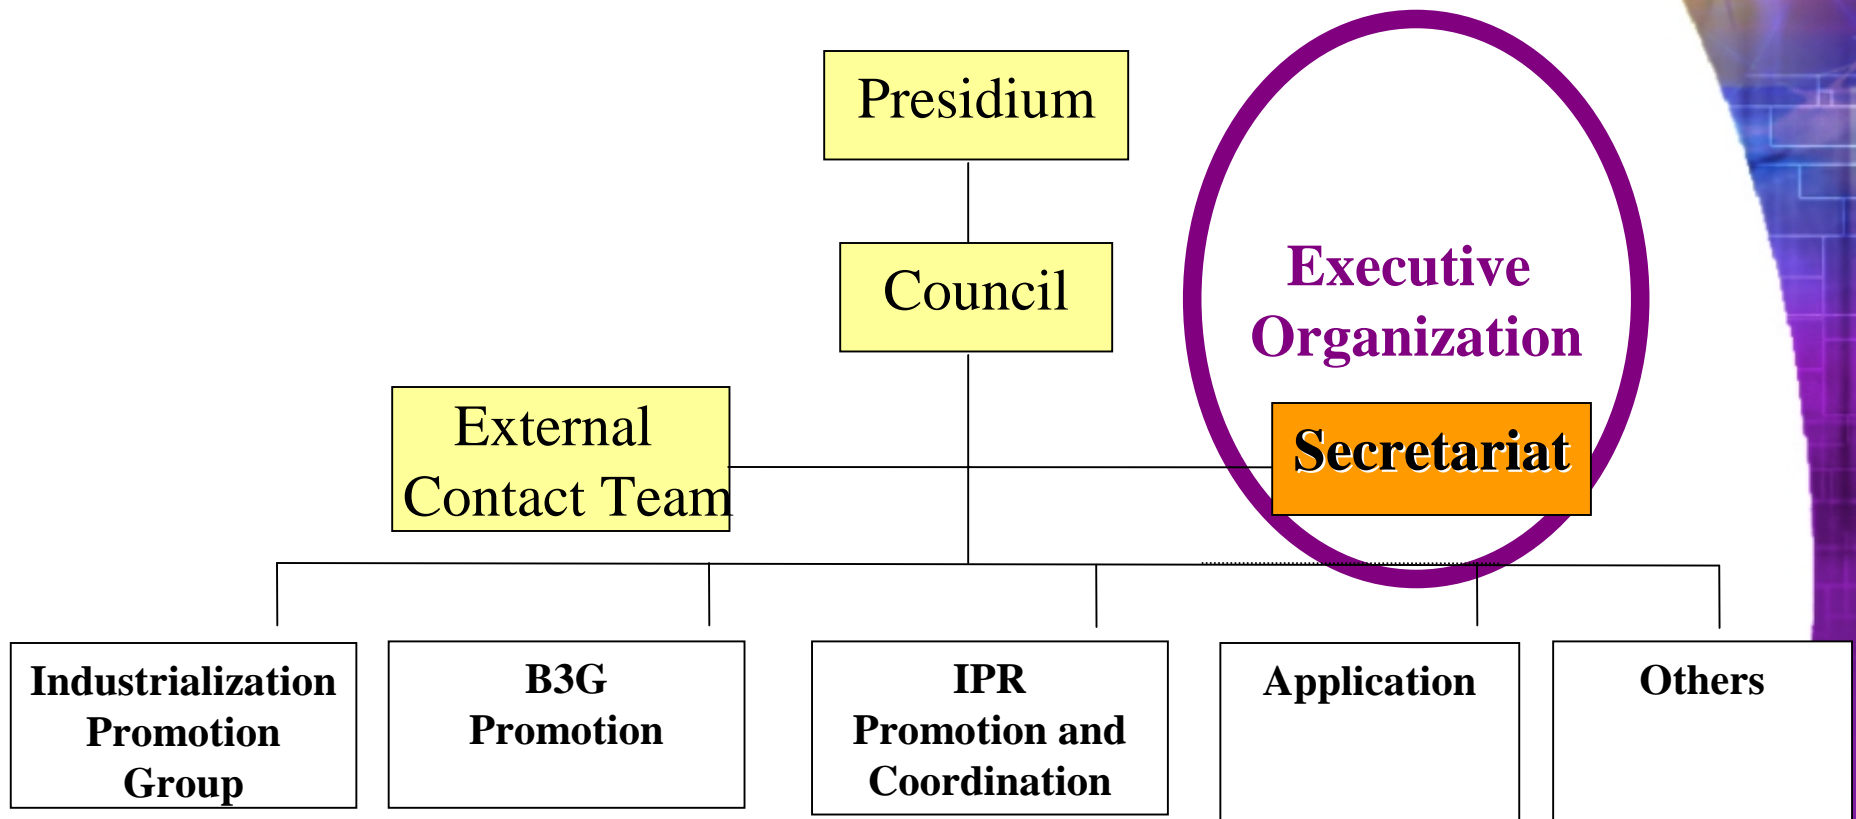 Presidium
Council
Executive
Organization
External
Contact Team
Secretariat
Industrialization
Promotion
Group
B3G
Promotion
IPR
Promotion and
Coordination
Application
Others